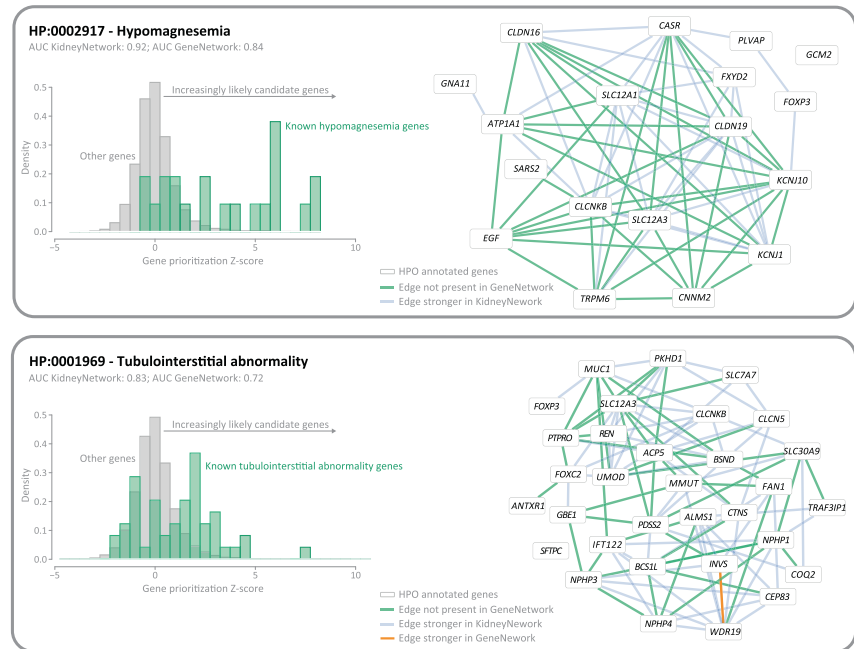 HP:0002917 - Hypomagnesemia
AUC KidneyNetwork: 0.92; AUC GeneNetwork: 0.84
Increasingly likely candidate genes
Known hypomagnesemia genes
Other genes
Density
0.5
0.4
0.3
0.2
0.1
0.0
−5 0 5 10
Gene prioritization Z-score
HPO annotated genes
Edge not present in GeneNetwork
Edge stronger in KidneyNework
CASR
CLDN16
PLVAP
GCM2
FXYD2
GNA11
SLC12A1
FOXP3
ATP1A1
CLDN19
SARS2
KCNJ10
CLCNKB
SLC12A3
EGF
KCNJ1
TRPM6
CNNM2
HP:0001969 - Tubulointerstitial abnormality
AUC KidneyNetwork: 0.83; AUC GeneNetwork: 0.72
Increasingly likely candidate genes
Other genes
Known tubulointerstitial abnormality genes
Density
0.5
0.4
0.3
0.2
0.1
0.0
−5 0 5 10
Gene prioritization Z-score
HPO annotated genes
Edge not present in GeneNetwork
Edge stronger in KidneyNework
Edge stronger in GeneNework
PKHD1
MUC1
SLC7A7
FOXP3
SLC12A3
CLCNKB
CLCN5
PTPRO
REN
ACP5
BSND
SLC30A9
FOXC2
UMOD
MMUT
FAN1
ANTXR1
GBE1
PDSS2
ALMS1
CTNS
TRAF3IP1
SFTPC
IFT122
NPHP1
BCS1L
INVS
NPHP3
COQ2
CEP83
NPHP4
WDR19